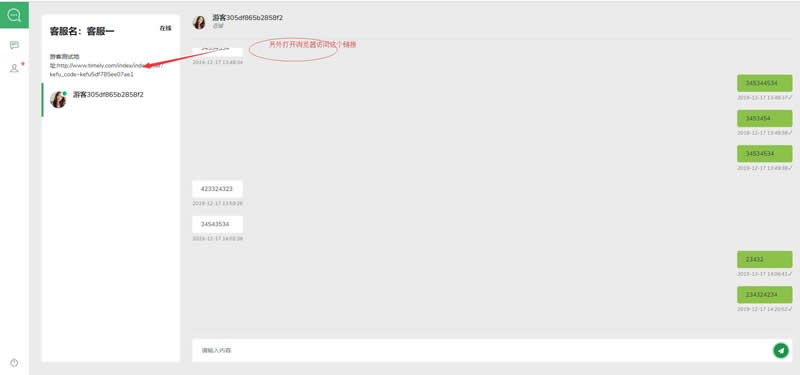 客服名：客服一
在线
游客测试地
址:http://www.timely.com/index/index
kefu_code=kefu5df785ee07ae1
游客305df865b2858f2
游客305df865b2858f2
在线
另外打开浏览器访问这个链接
2019-12-17 13:48:34
345344534
2019-12-17 13:49:37✓
3453454
2019-12-17 13:49:38✓
34534534
2019-12-17 13:49:39✓
423324323
2019-12-17 13:59:26
34543534
2019-12-17 14:02:38
23432
2019-12-17 14:06:41✓
234324234
2019-12-17 14:20:52✓
请输入内容